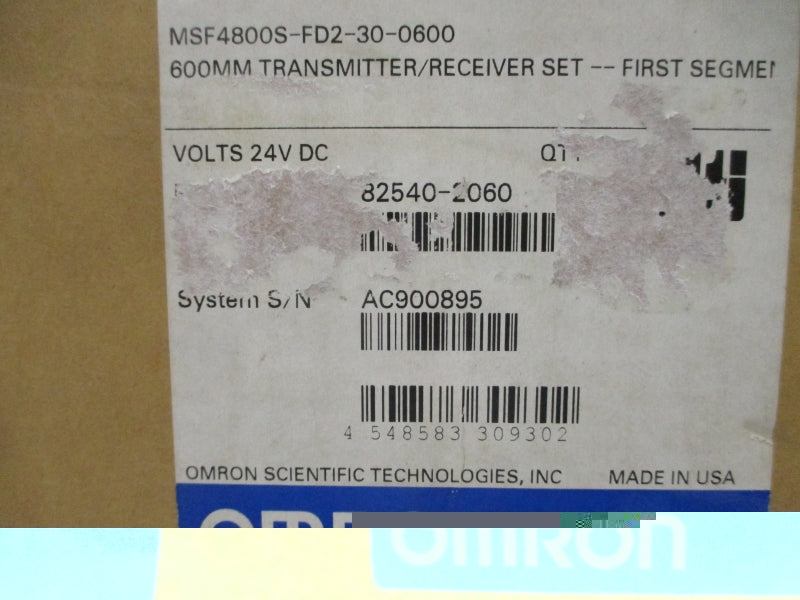 MSF4800S-FD2-30-0600
600MM TRANSMITTER/RECEIVER SET -- FIRST
VOLTS 24V DC
82540-2060
System S/N AC900895
4 548583 309302
OMRON SCIENTIFIC TECHNOLOGIES, INC MADE IN USA
omron